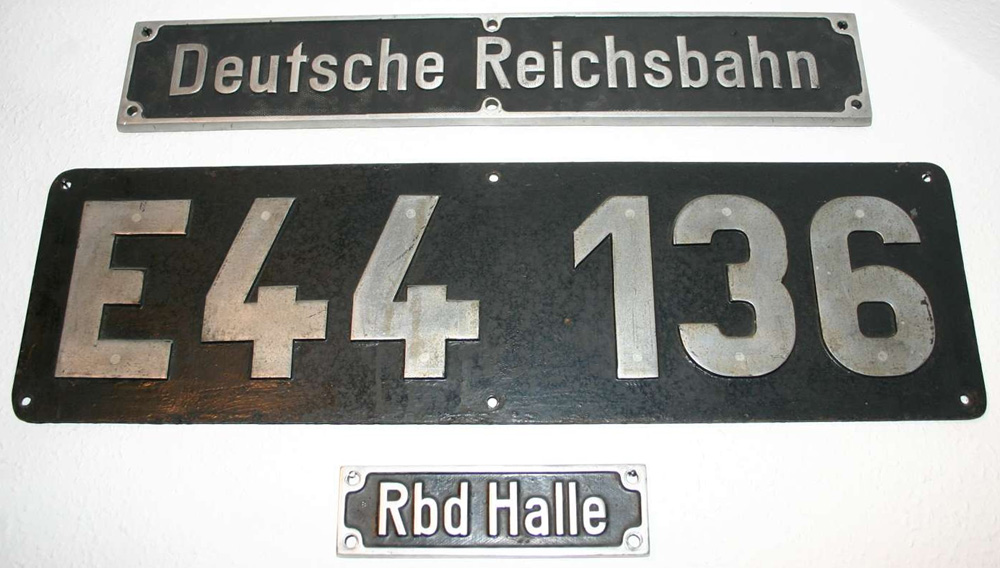 Deutsche Reichsbahn
E44 136
Rbd Halle